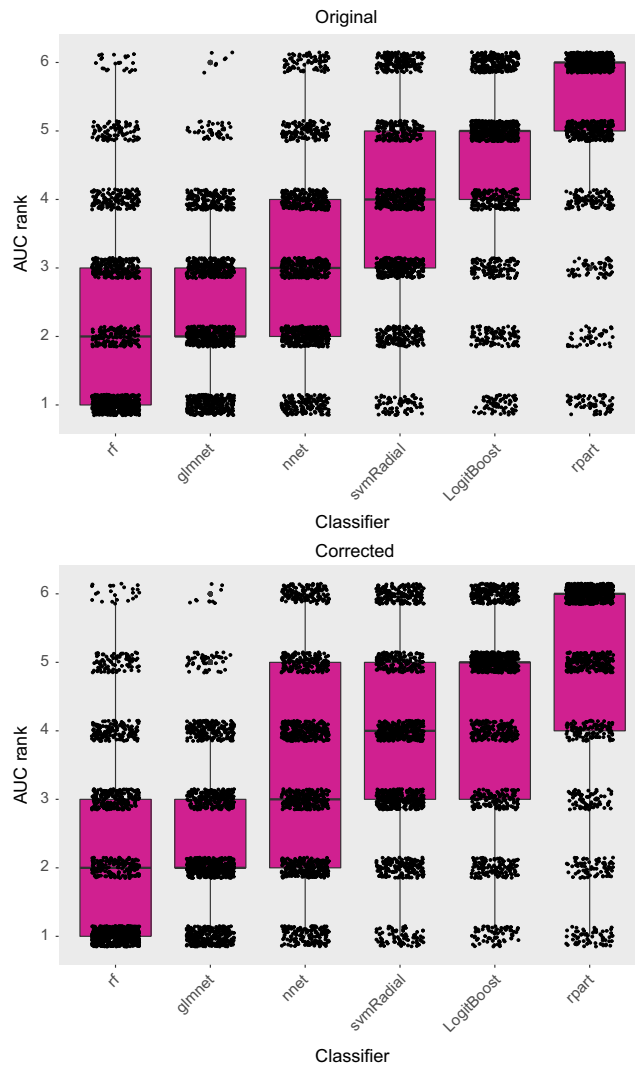 Original
AUC rank
6
5
4
3
2
1
rf
glmnet
nnet
svmRadial
LogitBoost
rpart
Classifier
Corrected
AUC rank
6
5
4
3
2
1
rf
glmnet
nnet
svmRadial
LogitBoost
rpart
Classifier